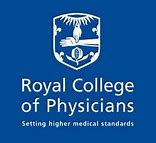 Royal College
of Physicians
Setting higher medical standards